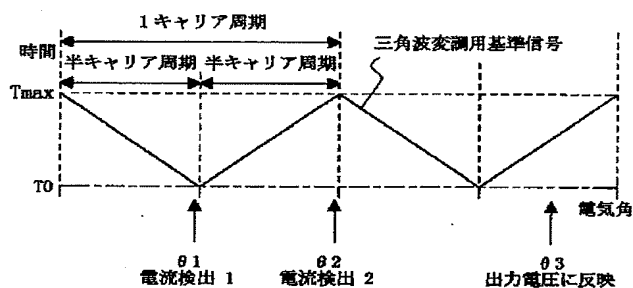 1キャリア周期
時間
半キャリア周期 半キャリア周期
三角波変調用基準信号
Tmax
T0
電気角
θ1 θ2 θ3
電流検出 1 電流検出 2 出力電圧に反映